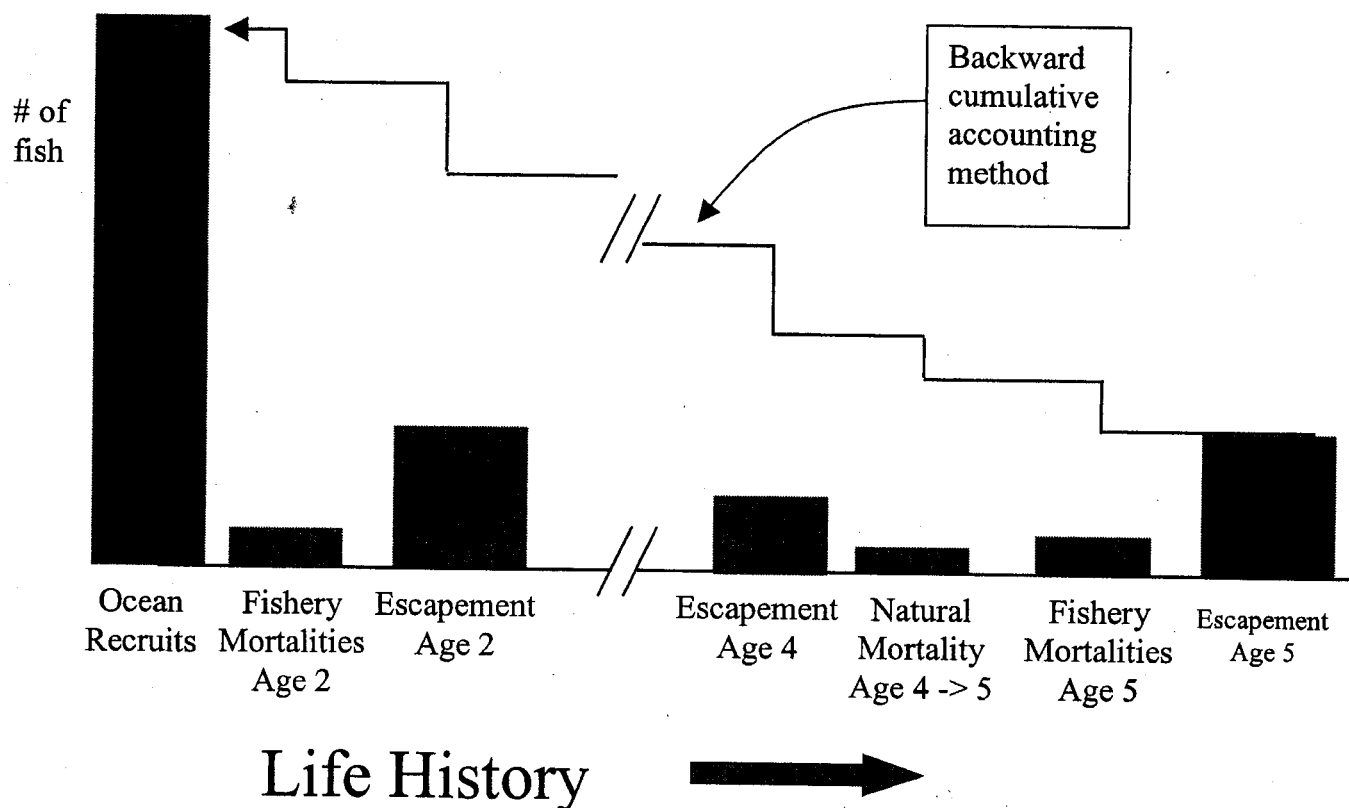 # of
fish
Backward
cumulative
accounting
method
Ocean
Recruits
Fishery
Mortalities
Age 2
Escapement
Age 2
Escapement
Age 4
Natural
Mortality
Age 4 -> 5
Fishery
Mortalities
Age 5
Escapement
Age 5
Life History